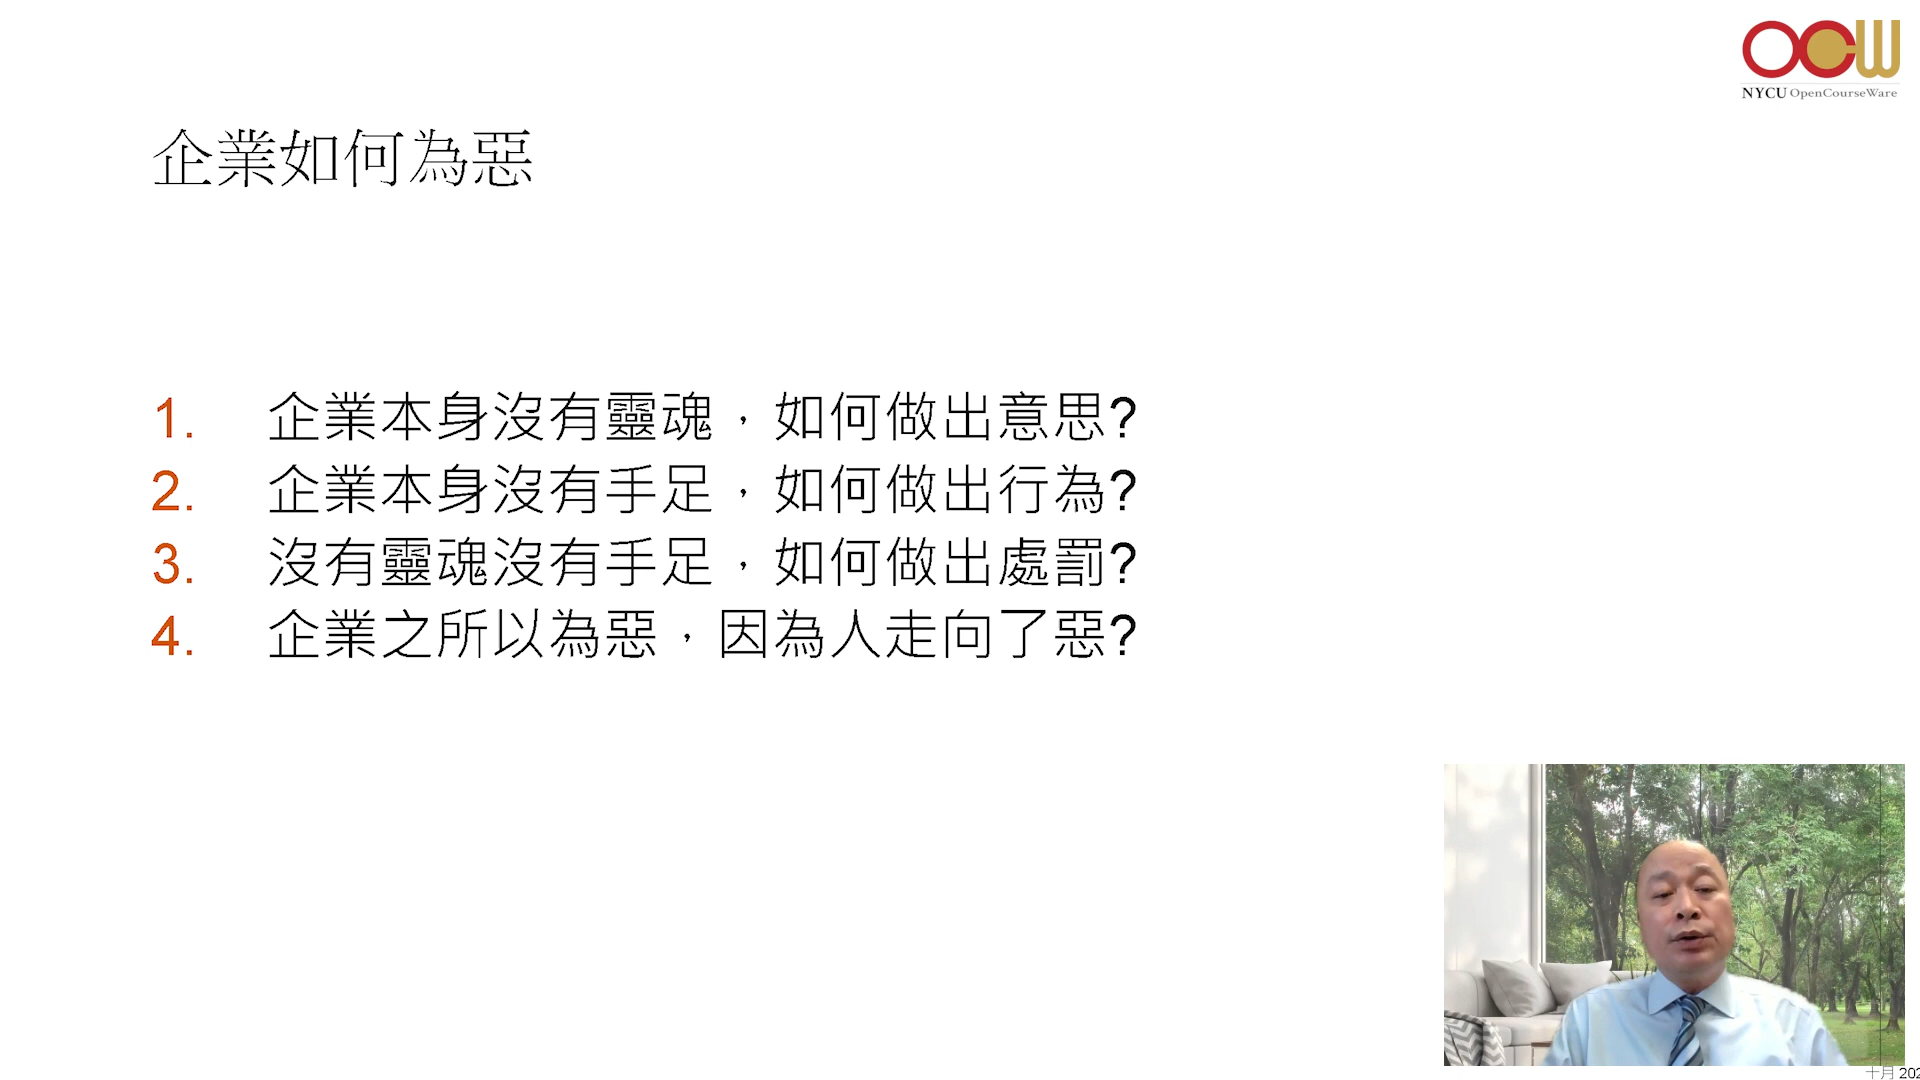 OCW
NYCU OpenCourseWare
企業如何為惡
1. 企業本身沒有靈魂，如何做出意思?
2. 企業本身沒有手足，如何做出行為?
3. 沒有靈魂沒有手足，如何做出處罰?
4. 企業之所以為惡，因為人走向了惡?
十月 202